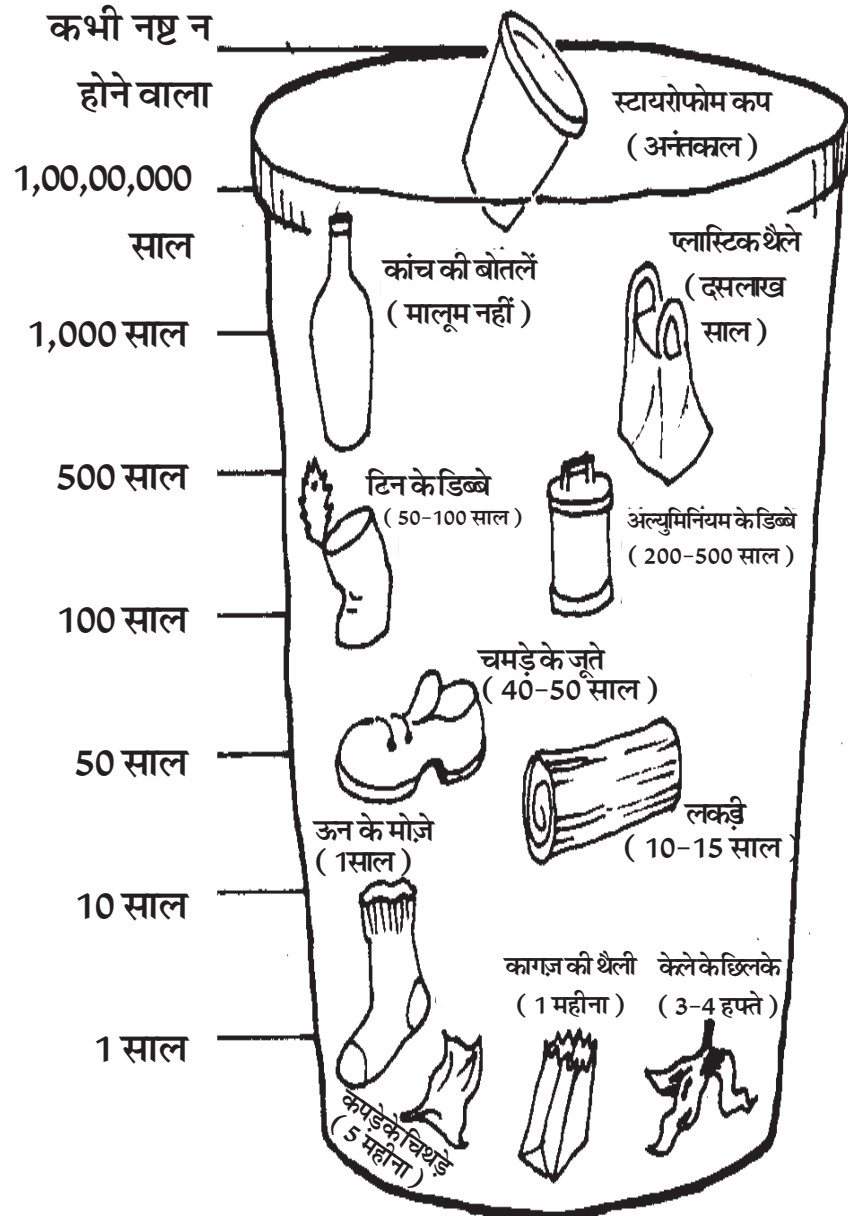 कभी नष्ट न
होने वाला
1,00,00,000
साल
1,000 साल
500 साल
100 साल
50 साल
10 साल
1 साल
स्टायरोफोम कप
( अनंतकाल )
कांच की बोतलें
( मालूम नहीं )
प्लास्टिक थैले
( दस लाख
साल )
टिन के डिब्बे
( 50-100 साल )
अल्युमिनियम के डिब्बे
( 200-500 साल )
चमड़े के जूते
( 40-50 साल )
लकड़ी
( 10-15 साल )
ऊन के मोज़े
( 1साल )
कागज़ की थैली
( 1 महीना )
केले के छिलके
( 3-4 हफ्ते )
कपड़े के चिथड़े
( 5 महीना )